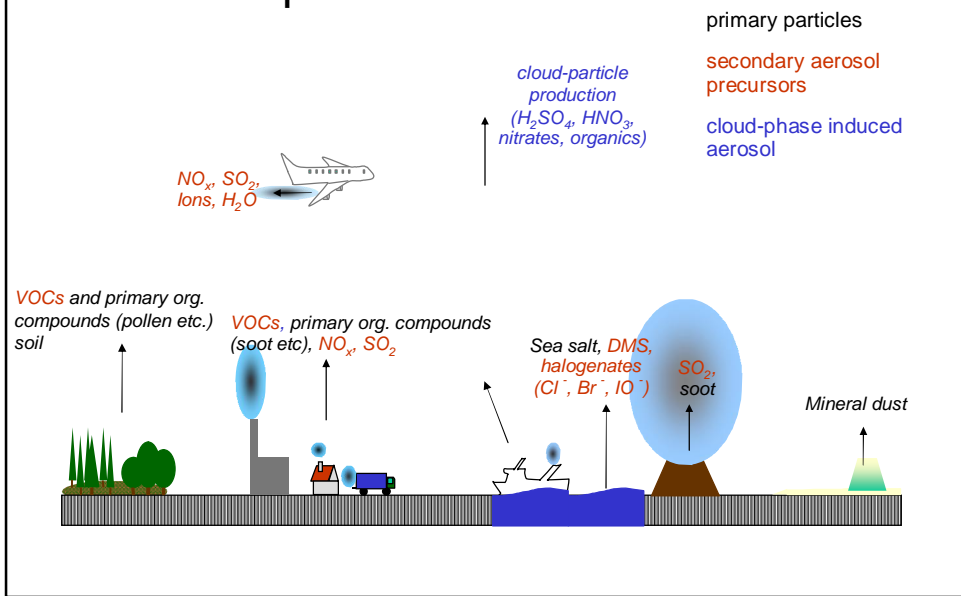 primary particles
secondary aerosol
precursors
cloud-phase induced
aerosol
cloud-particle
production
(H₂SO₄, HNO₃,
nitrates, organics)
NOₓ, SO₂,
Ions, H₂O
VOCs and primary org.
compounds (pollen etc.)
soil
VOCs, primary org. compounds
(soot etc), NOₓ, SO₂
Sea salt, DMS,
halogenates
(Cl⁻, Br⁻, IO⁻)
SO₂,
soot
Mineral dust